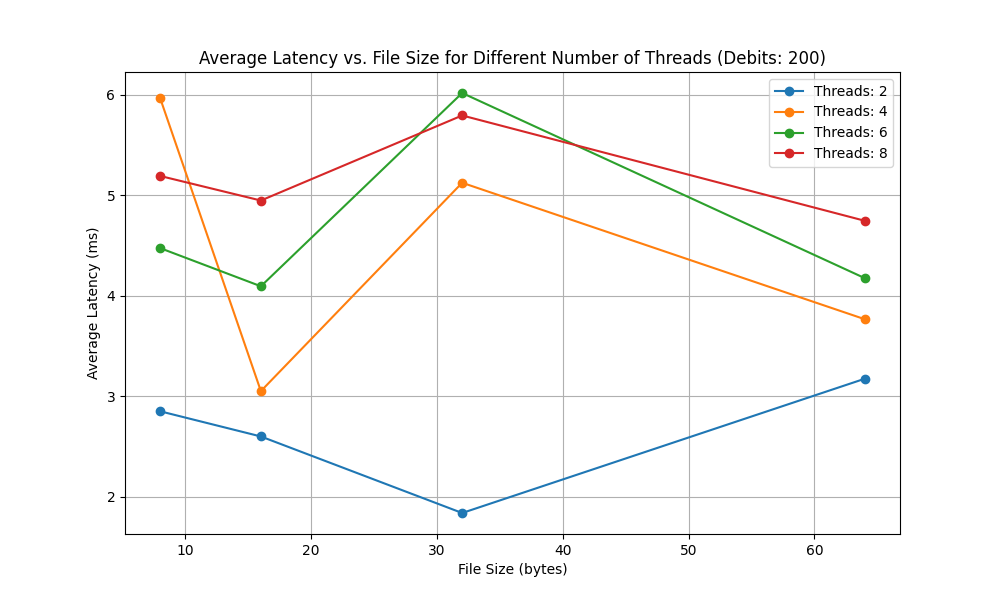 Average Latency vs. File Size for Different Number of Threads (Debits: 200)
Threads: 2
Threads: 4
Threads: 6
Threads: 8
Average Latency (ms)
6
5
4
3
2
10 20 30 40 50 60
File Size (bytes)